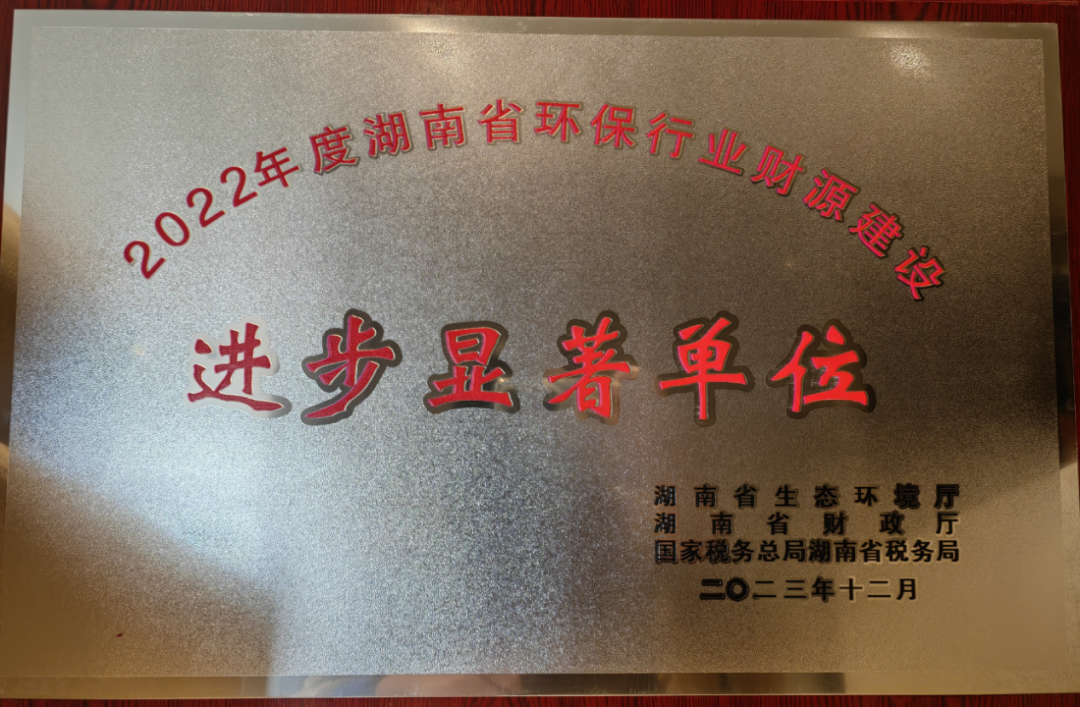 2022年度湖南省环保行业财源建设
进步显著单位
湖南省生态环境厅
湖南省财政厅
国家税务总局湖南省税务局
二〇二三年十二月